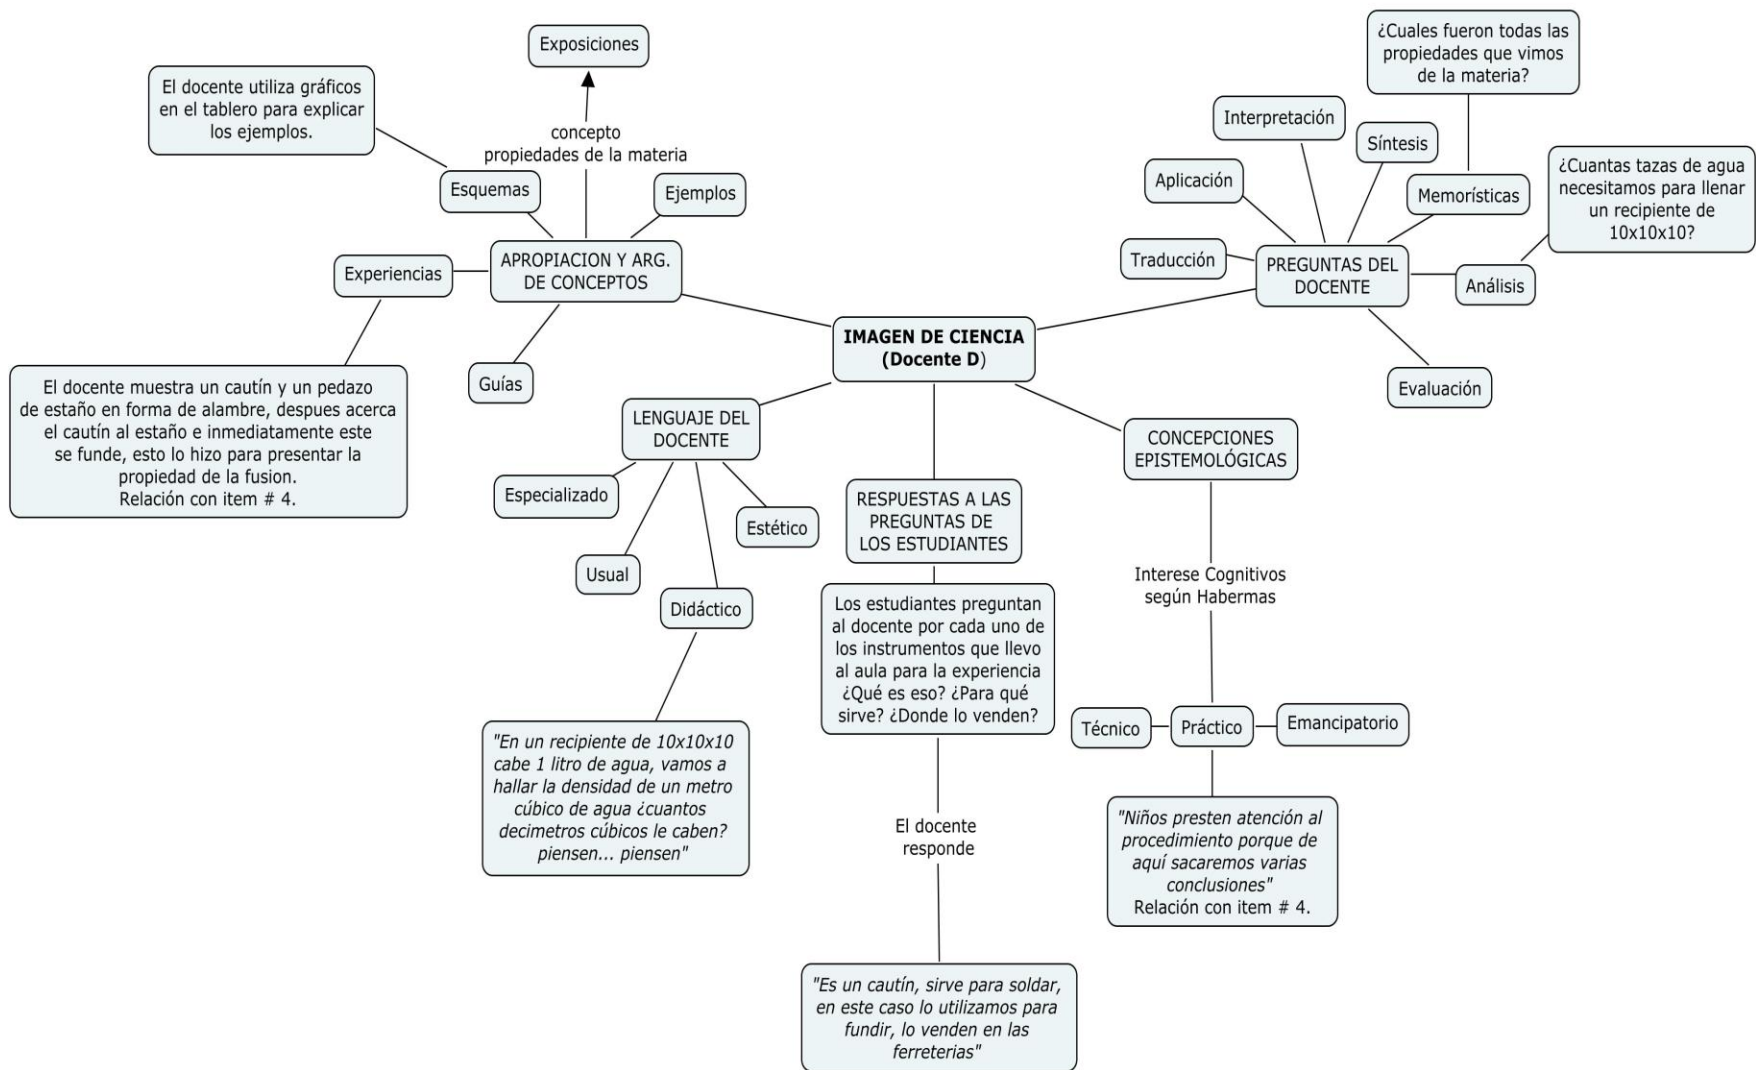 Exposiciones
El docente utiliza gráficos
en el tablero para explicar
los ejemplos.
concepto
propiedades de la materia
Esquemas
Ejemplos
Experiencias
APROPIACION Y ARG.
DE CONCEPTOS
Guías
El docente muestra un cautín y un pedazo
de estaño en forma de alambre, despues acerca
el cautín al estaño e inmediatamente este
se funde, esto lo hizo para presentar la
propiedad de la fusion.
Relación con item # 4.
¿Cuales fueron todas las
propiedades que vimos
de la materia?
Interpretación
Síntesis
Aplicación
Memorísticas
¿Cuantas tazas de agua
necesitamos para llenar
un recipiente de
10x10x10?
Traducción
PREGUNTAS DEL
DOCENTE
Análisis
Evaluación
IMAGEN DE CIENCIA
(Docente D)
LENGUAJE DEL
DOCENTE
Especializado
Estético
Usual
Didáctico
"En un recipiente de 10x10x10
cabe 1 litro de agua, vamos a
hallar la densidad de un metro
cúbico de agua ¿cuantos
decimetros cúbicos le caben?
piensen... piensen"
RESPUESTAS A LAS
PREGUNTAS DE
LOS ESTUDIANTES
Los estudiantes preguntan
al docente por cada uno de
los instrumentos que llevo
al aula para la experiencia
¿Qué es eso? ¿Para qué
sirve? ¿Donde lo venden?
El docente
responde
"Es un cautín, sirve para soldar,
en este caso lo utilizamos para
fundir, lo venden en las
ferreterias"
CONCEPCIONES
EPISTEMOLÓGICAS
Interese Cognitivos
según Habermas
Técnico
Práctico
Emancipatorio
"Niños presten atención al
procedimiento porque de
aquí sacaremos varias
conclusiones"
Relación con item # 4.